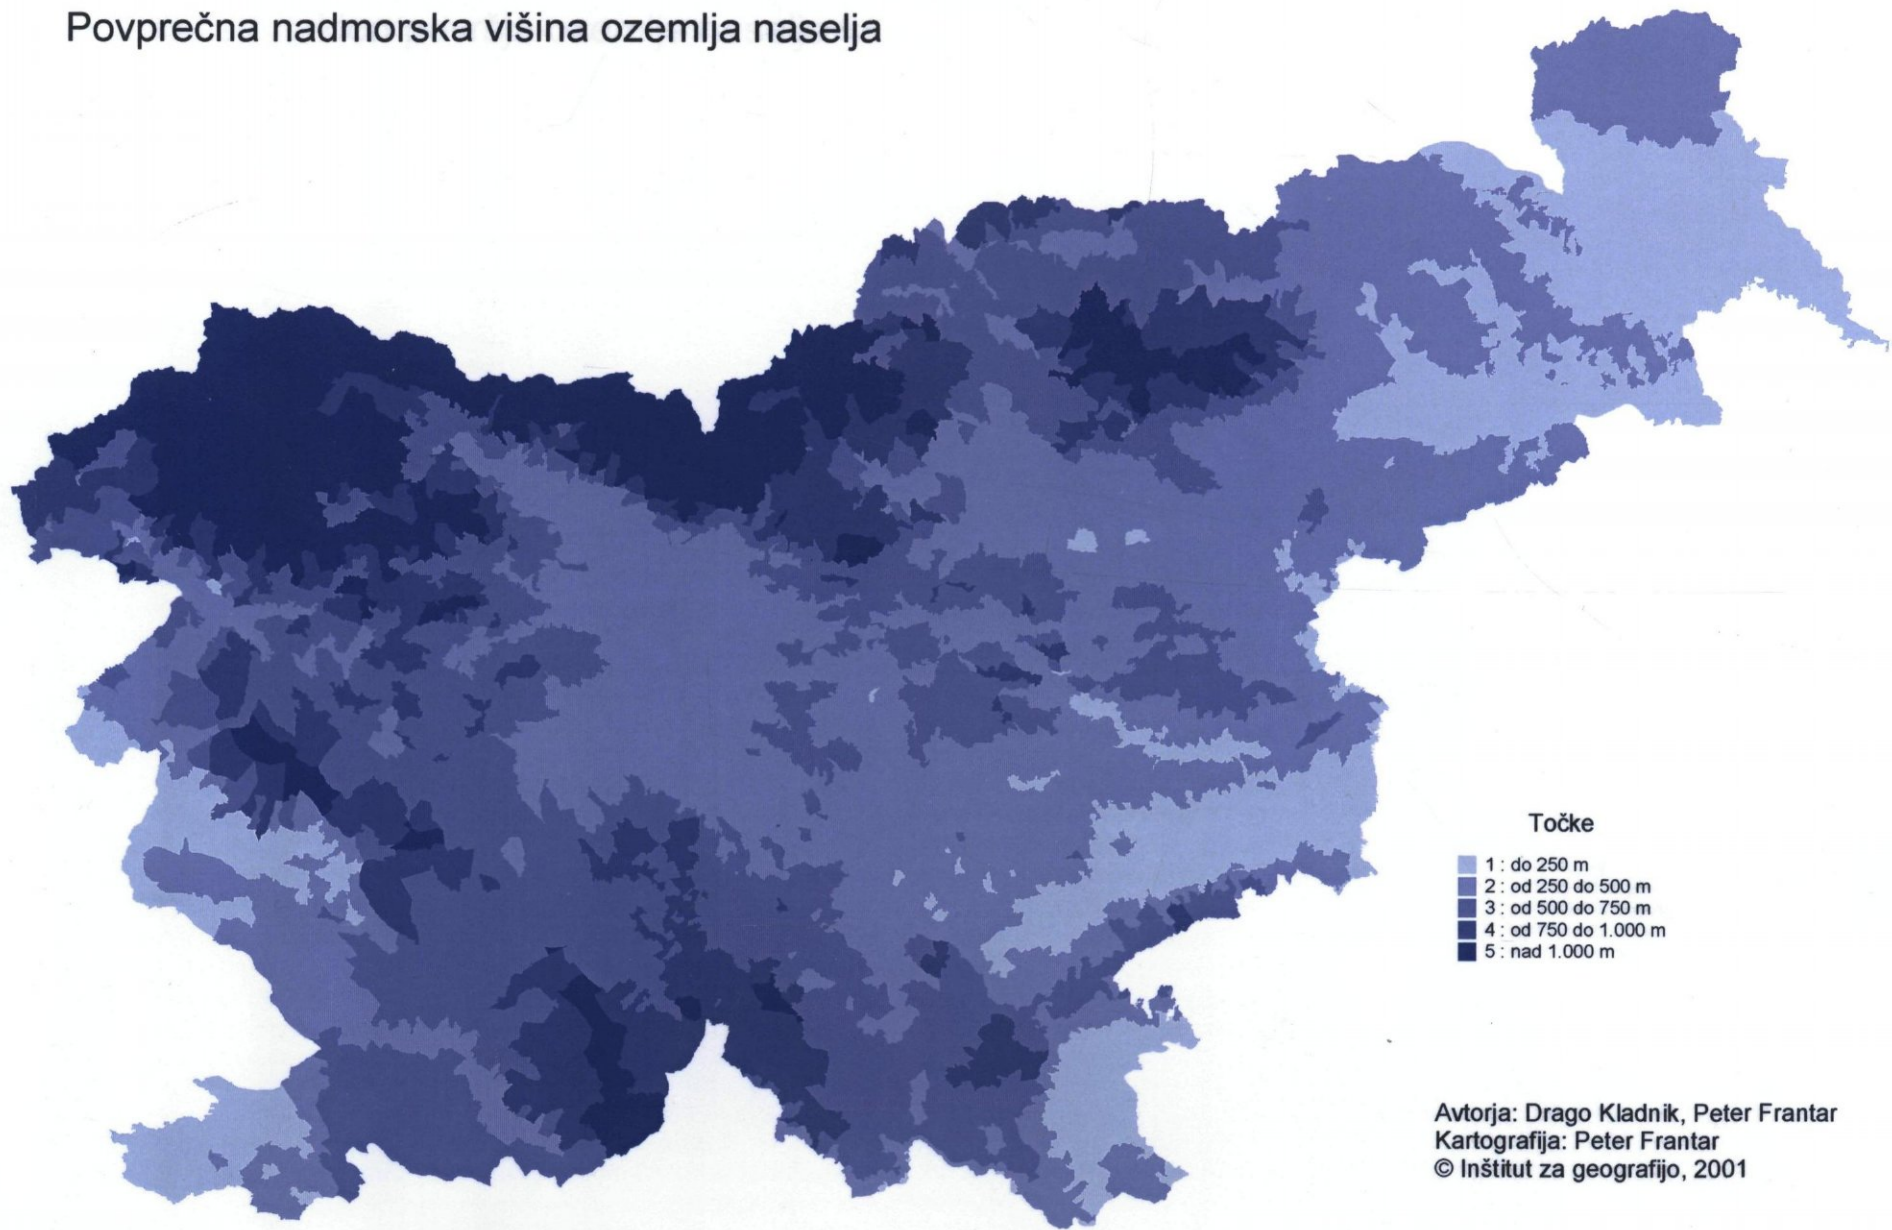 Povprečna nadmorska višina ozemlja naselja
Točke
1 : do 250 m
2 : od 250 do 500 m
3 : od 500 do 750 m
4 : od 750 do 1.000 m
5 : nad 1.000 m
Avtorja: Drago Kladnik, Peter Frantar
Kartografija: Peter Frantar
© Inštitut za geografijo, 2001